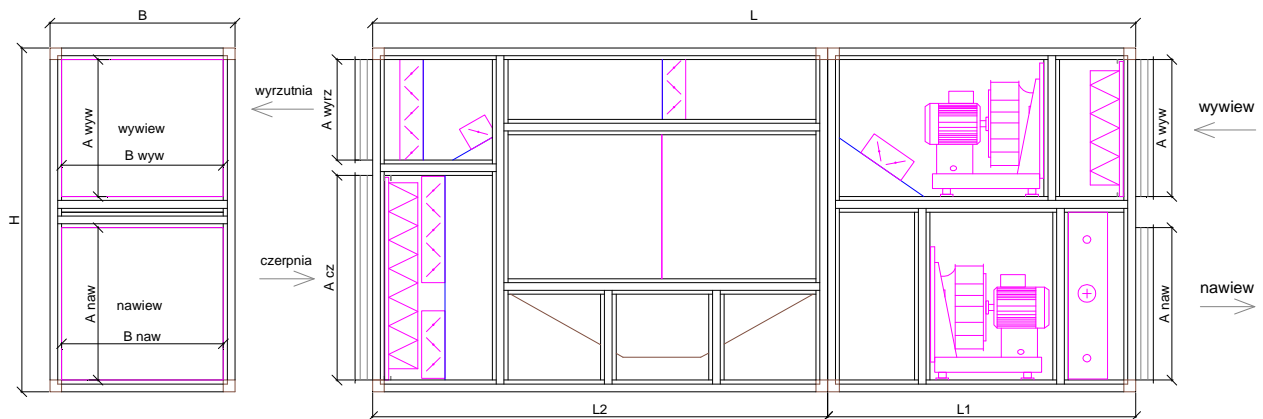 B
L
H
A wyw
wywiew
B wyw
A naw
nawiew
B naw
wyrzutnia
czerpnia
A wyrz
A cz
A wyw
wywiew
A naw
nawiew
L2
L1